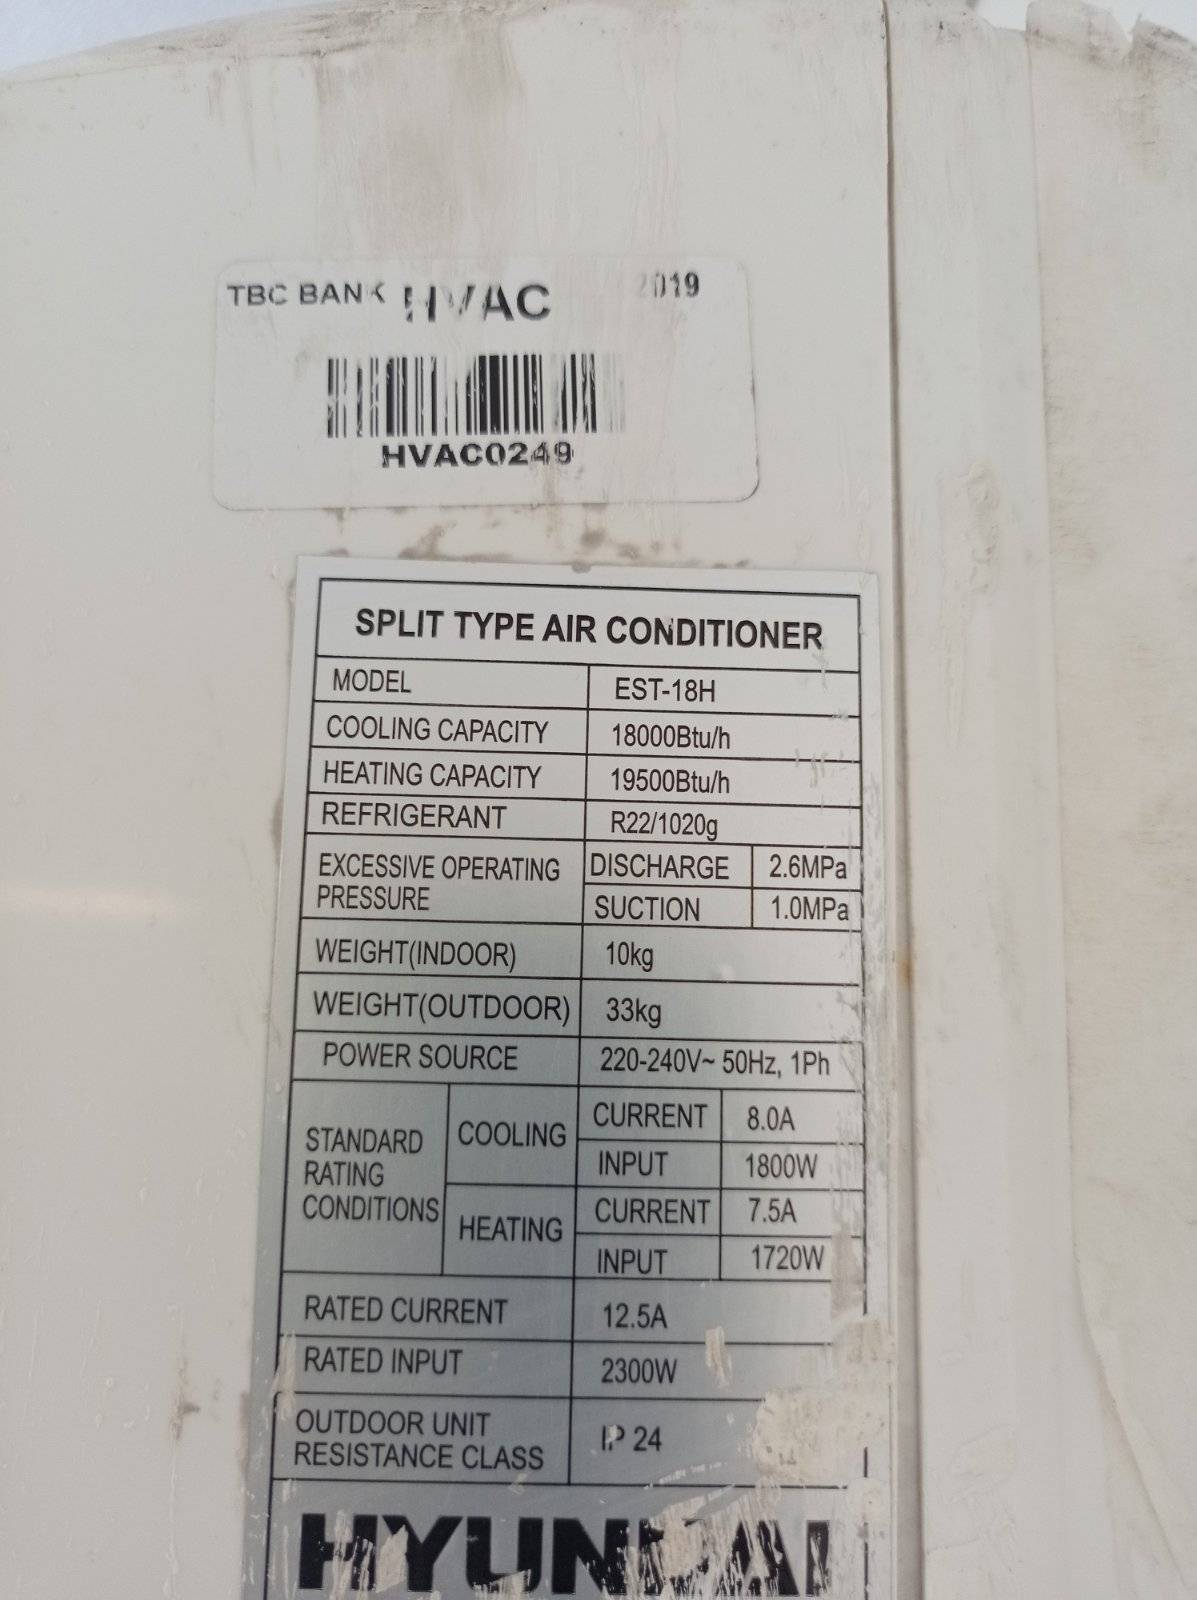 TBC BANK HVAC 2019
HVAC0249
SPLIT TYPE AIR CONDITIONER
MODEL EST-18H
COOLING CAPACITY 18000Btu/h
HEATING CAPACITY 19500Btu/h
REFRIGERANT R22/1020g
EXCESSIVE OPERATING PRESSURE DISCHARGE 2.6MPa
SUCTION 1.0MPa
WEIGHT(INDOOR) 10kg
WEIGHT(OUTDOOR) 33kg
POWER SOURCE 220-240V~ 50Hz, 1Ph
STANDARD RATING CONDITIONS COOLING CURRENT 8.0A
INPUT 1800W
HEATING CURRENT 7.5A
INPUT 1720W
RATED CURRENT 12.5A
RATED INPUT 2300W
OUTDOOR UNIT RESISTANCE CLASS IP 24
HYUNDAI